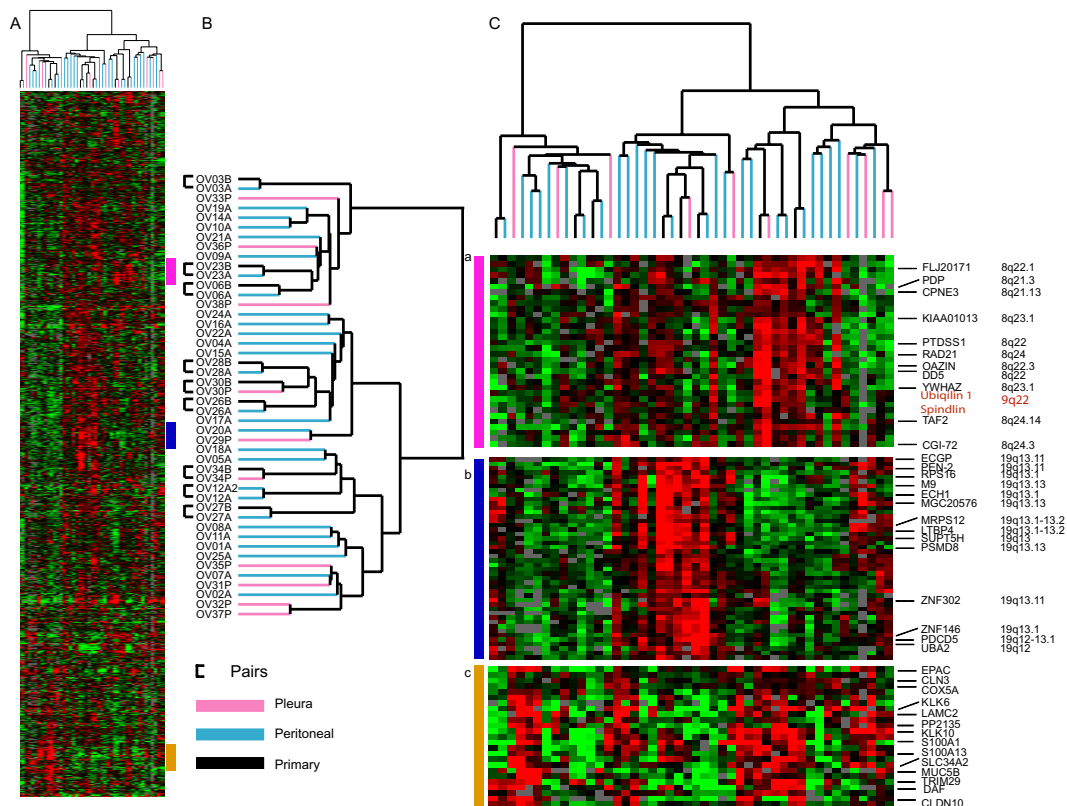 A
B
C
OV03B
OV03A
OV33P
OV19A
OV14A
OV10A
OV21A
OV36P
OV09A
OV23B
OV23A
OV06B
OV06A
OV38P
OV24A
OV16A
OV22A
OV04A
OV15A
OV28B
OV28A
OV30B
OV30P
OV26B
OV26A
OV17A
OV20A
OV29P
OV18A
OV05A
OV34B
OV34P
OV12A2
OV12A
OV27B
OV27A
OV08A
OV11A
OV01A
OV25A
OV35P
OV07A
OV31P
OV02A
OV32P
OV37P
Pairs
Pleura
Peritoneal
Primary
a
FLJ20171 8q22.1
PDP 8q21.3
CPNE3 8q21.13
KIAA01013 8q23.1
PTDSS1 8q22
RAD21 8q24
OAZIN 8q22.3
DD5 8q22
YWHAZ 8q23.1
Ubiqilin 1 9q22
Spindlin
TAF2 8q24.14
CGI-72 8q24.3
b
ECGP 19q13.11
PEN-2 19q13.11
RPS16 19q13.1
M9 19q13.13
ECH1 19q13.1
MGC20576 19q13.13
MRPS12 19q13.1-13.2
LTBP4 19q13.1-13.2
SUPT5H 19q13
PSMD8 19q13.13
ZNF302 19q13.11
ZNF146 19q13.1
PDCD5 19q12-13.1
UBA2 19q12
c
EPAC
CLN3
COX5A
KLK6
LAMC2
PP2135
KLK10
S100A1
S100A13
SLC34A2
MUC5B
TRIM29
DAF
CLDN10